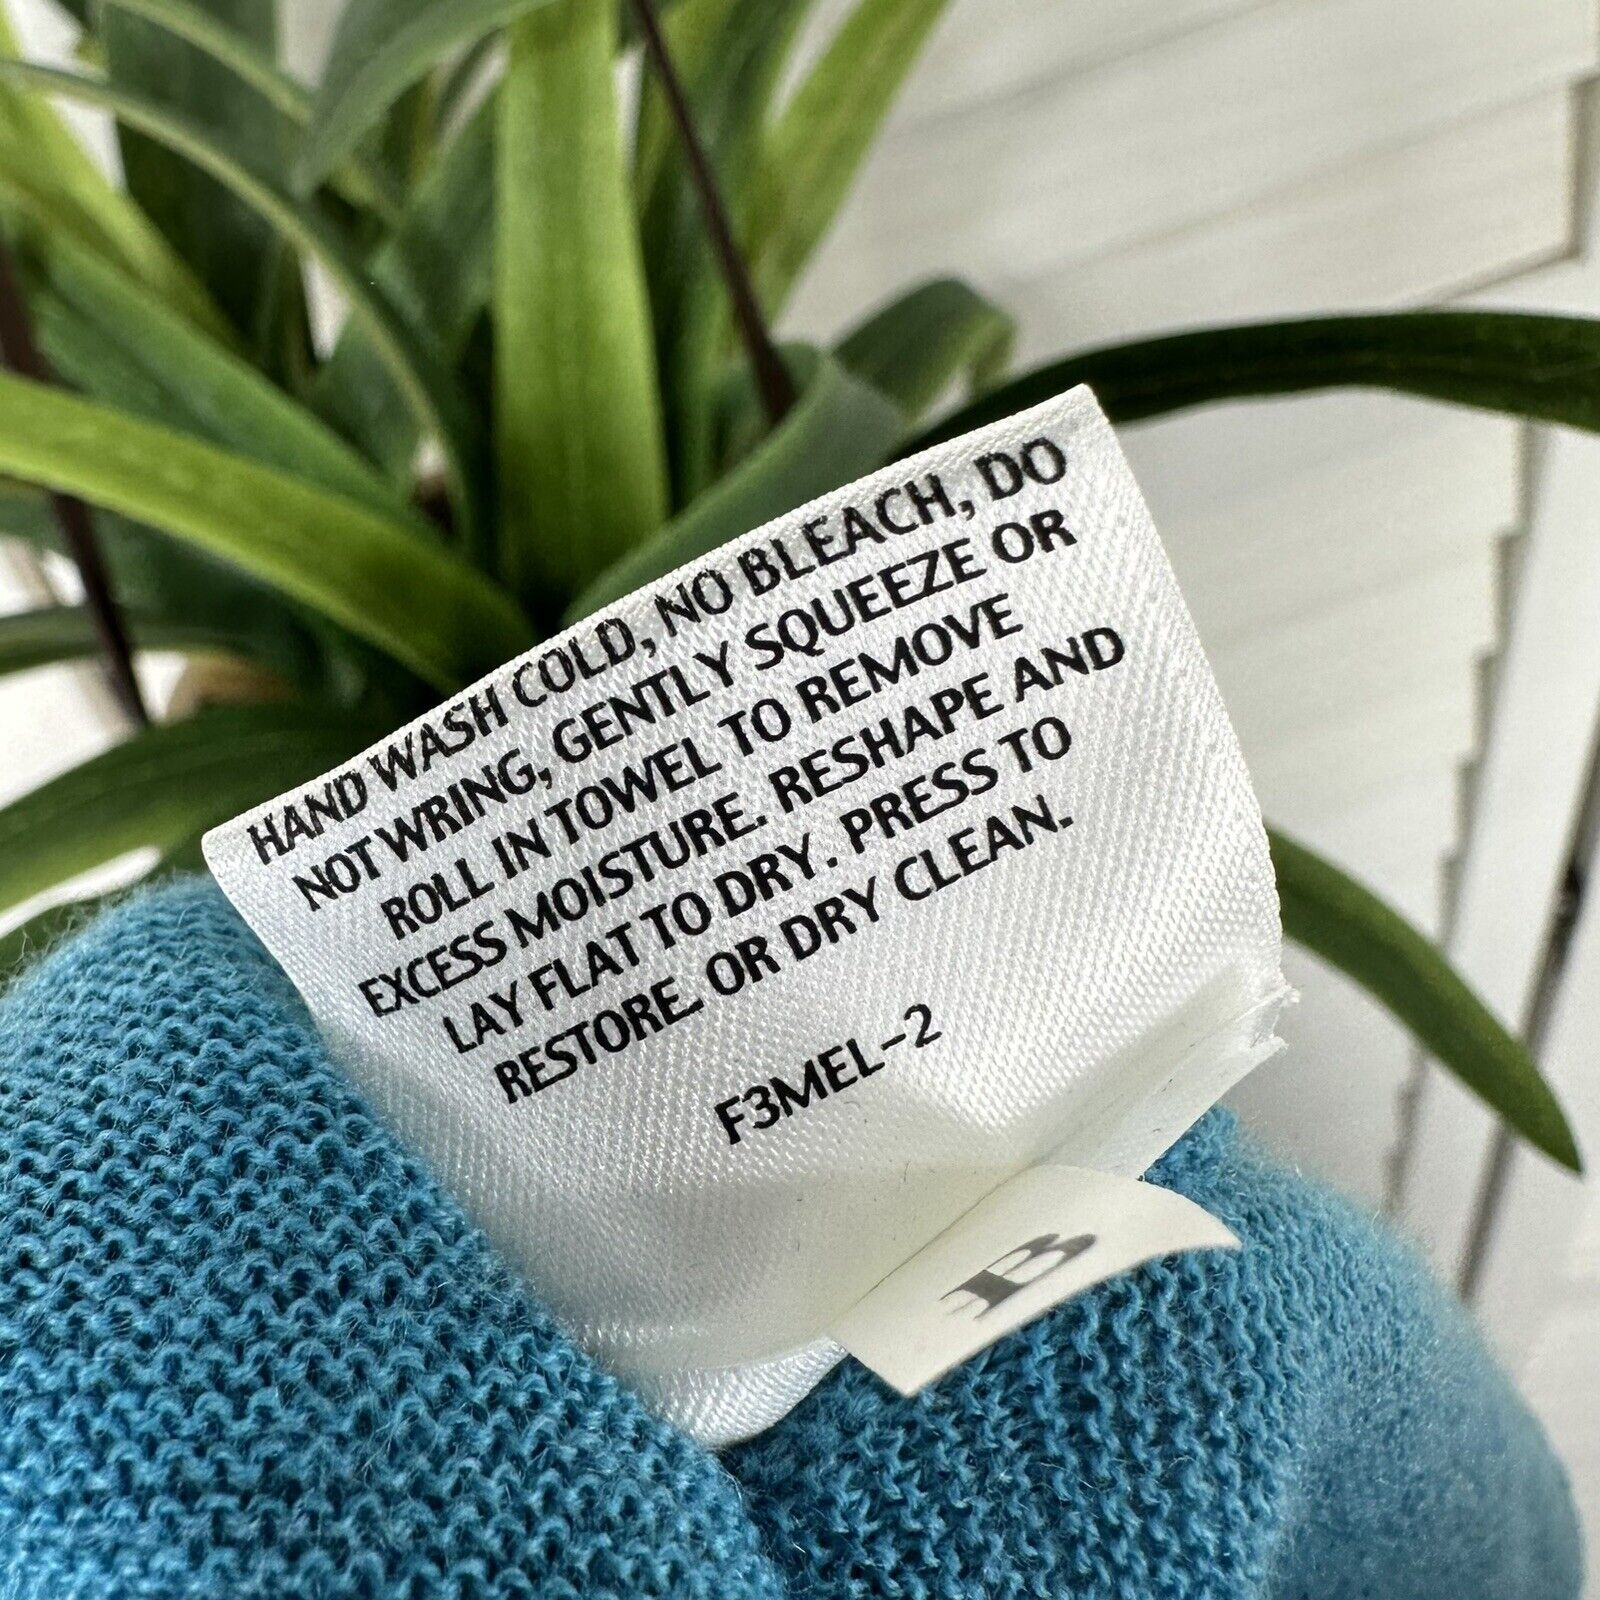 HAND WASH COLD, NO BLEACH, DO
NOT WRING, GENTLY SQUEEZE OR
ROLL IN TOWEL TO REMOVE
EXCESS MOISTURE. RESHAPE AND
LAY FLAT TO DRY. PRESS TO
RESTORE. OR DRY CLEAN.
F3MEL-2
B